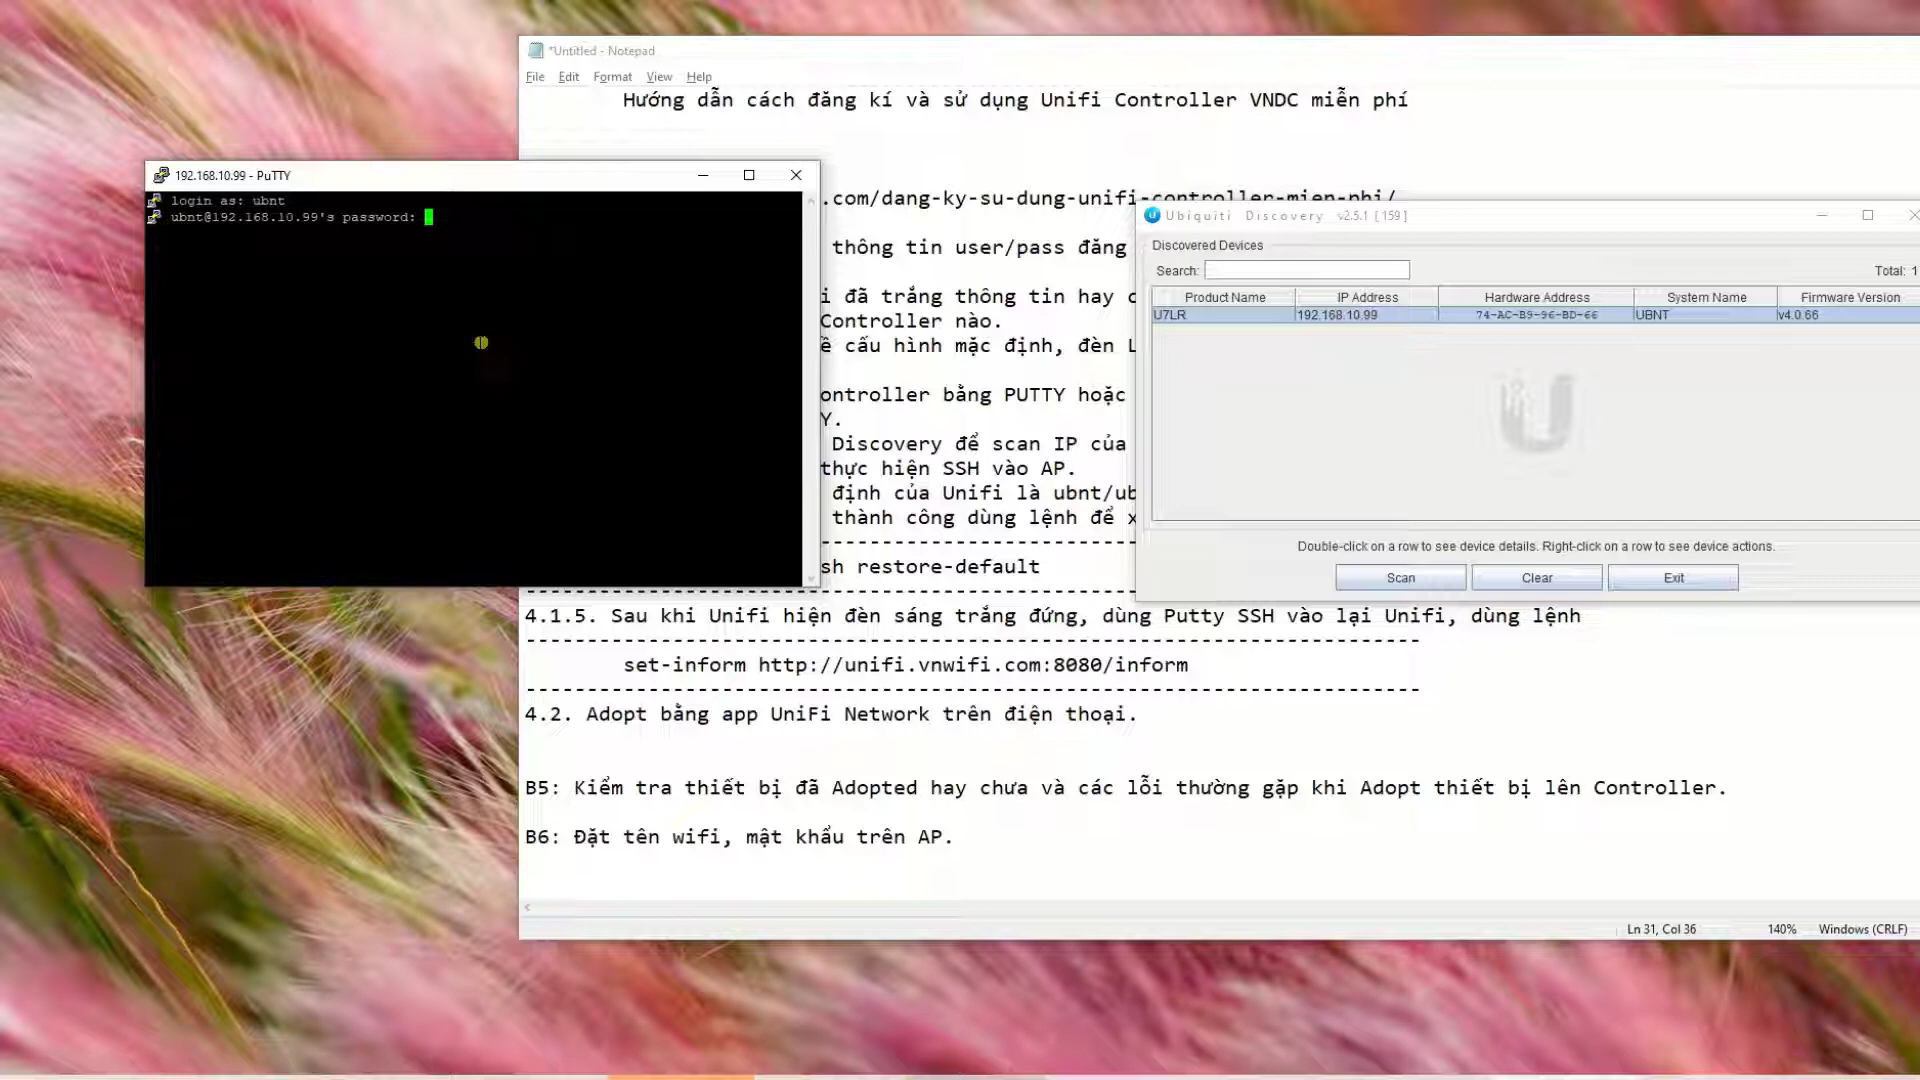 *Untitled - Notepad
File Edit Format View Help
Hướng dẫn cách đăng kí và sử dụng Unifi Controller VNDC miễn phí
192.168.10.99 - PuTTY
login as: ubnt
ubnt@192.168.10.99's password:
.com/dang-ky-su-dung-unifi-controller-mien-phi/
thông tin user/pass đăng
i đã trắng thông tin hay c
Controller nào.
ề cấu hình mặc định, đèn L
ontroller bằng PUTTY hoặc
Y.
Discovery để scan IP của
thực hiện SSH vào AP.
định của Unifi là ubnt/ub
thành công dùng lệnh để x
--------------------------
sh restore-default
-------------------------------------------------------------------------
4.1.5. Sau khi Unifi hiện đèn sáng trắng đứng, dùng Putty SSH vào lại Unifi, dùng lệnh
-------------------------------------------------------------------------
set-inform http://unifi.vnwifi.com:8080/inform
-------------------------------------------------------------------------
4.2. Adopt bằng app UniFi Network trên điện thoại.
B5: Kiểm tra thiết bị đã Adopted hay chưa và các lỗi thường gặp khi Adopt thiết bị lên Controller.
B6: Đặt tên wifi, mật khẩu trên AP.
Ln 31, Col 36 140% Windows (CRLF)
Ubiquiti Discovery v2.5.1 [159]
Discovered Devices
Search: Total: 1
Product Name IP Address Hardware Address System Name Firmware Version
U7LR 192.168.10.99 74-AC-B9-96-BD-66 UBNT v4.0.66
Double-click on a row to see device details. Right-click on a row to see device actions.
Scan Clear Exit